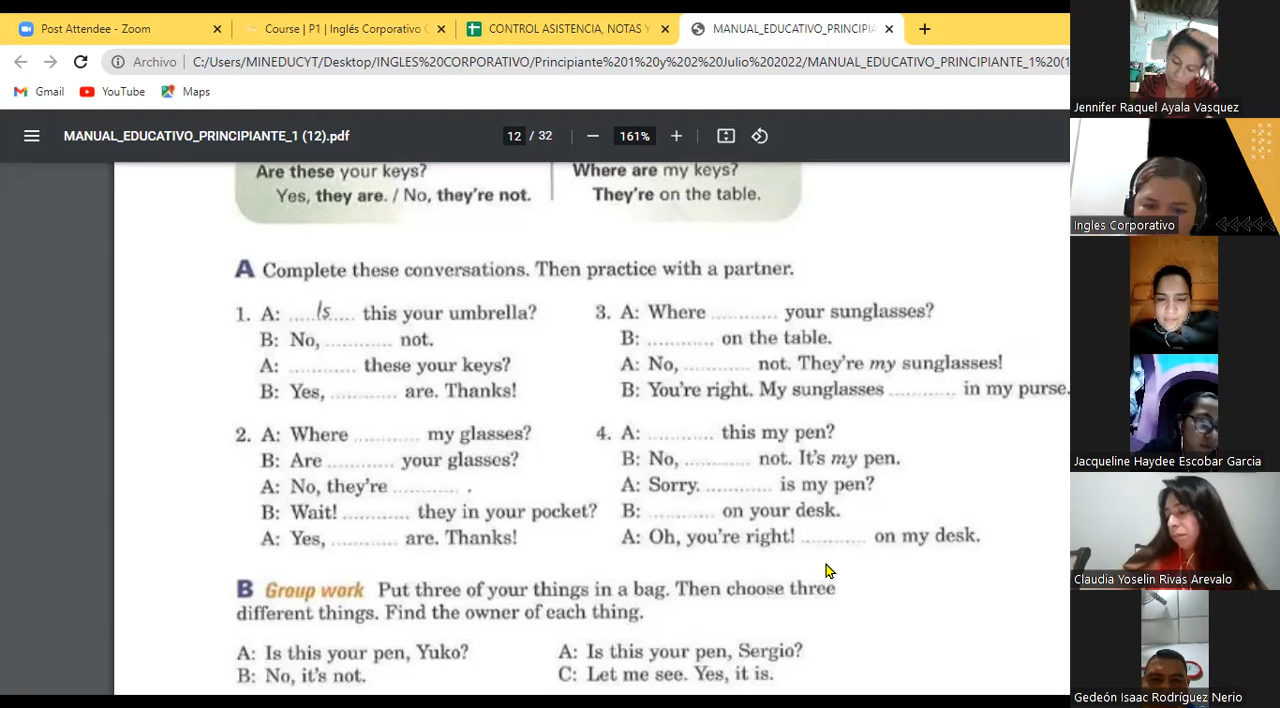 Post Attendee - Zoom
Course | P1 | Inglés Corporativo
CONTROL ASISTENCIA, NOTAS Y
MANUAL_EDUCATIVO_PRINCIPIA
Archivo
C:/Users/MINEDUCYT/Desktop/INGLES%20CORPORATIVO/Principiante%201%20y%202%20Julio%202022/MANUAL_EDUCATIVO_PRINCIPIANTE_1%20(1
Gmail YouTube Maps
MANUAL_EDUCATIVO_PRINCIPIANTE_1 (12).pdf
12 / 32
161%
Are these your keys?
Yes, they are. / No, they're not.
Where are my keys?
They're on the table.
A Complete these conversations. Then practice with a partner.
1. A: .....Is.... this your umbrella?
B: No, ............ not.
A: ............ these your keys?
B: Yes, ............ are. Thanks!
2. A: Where ............ my glasses?
B: Are ............ your glasses?
A: No, they're ............ .
B: Wait! ............ they in your pocket?
A: Yes, ............ are. Thanks!
3. A: Where ............ your sunglasses?
B: ............ on the table.
A: No, ............ not. They're my sunglasses!
B: You're right. My sunglasses ............ in my purse.
4. A: ............ this my pen?
B: No, ............ not. It's my pen.
A: Sorry. ............ is my pen?
B: ............ on your desk.
A: Oh, you're right! ............ on my desk.
B Group work Put three of your things in a bag. Then choose three
different things. Find the owner of each thing.
A: Is this your pen, Yuko?
B: No, it's not.
A: Is this your pen, Sergio?
C: Let me see. Yes, it is.
Jennifer Raquel Ayala Vasquez
Ingles Corporativo
Jacqueline Haydee Escobar Garcia
Claudia Yoselin Rivas Arevalo
Gedeón Isaac Rodríguez Nerio